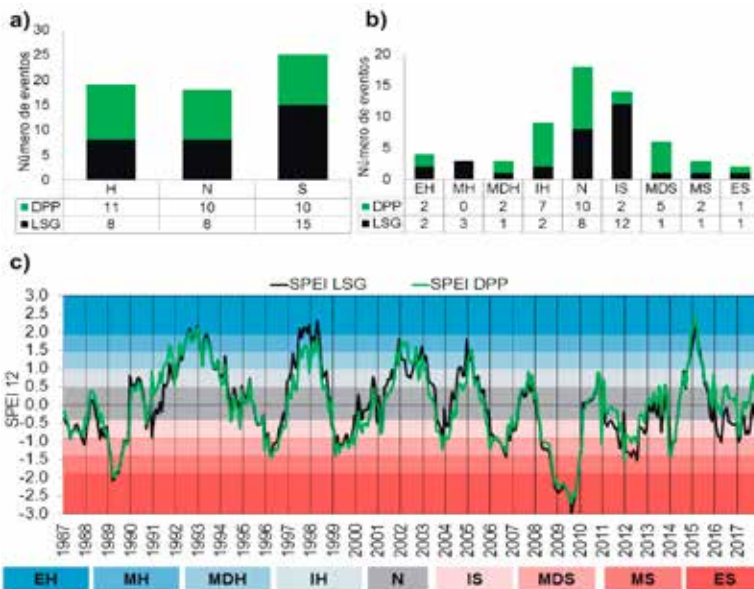 a)
Número de eventos
30
25
20
15
10
5
0
H N S
DPP 11 10 10
LSG 8 8 15
b)
Número de eventos
20
15
10
5
0
EH MH MDH IH N IS MDS MS ES
DPP 2 0 2 7 10 2 5 2 1
LSG 2 3 1 2 8 12 1 1 1
c)
SPEI LSG SPEI DPP
SPEI 12
3.0
2.5
2.0
1.5
1.0
0.5
0.0
-0.5
-1.0
-1.5
-2.0
-2.5
-3.0
1987 1988 1989 1990 1991 1992 1993 1994 1995 1996 1997 1998 1999 2000 2001 2002 2003 2004 2005 2006 2007 2008 2009 2010 2011 2012 2013 2014 2015 2016 2017
EH MH MDH IH N IS MDS MS ES